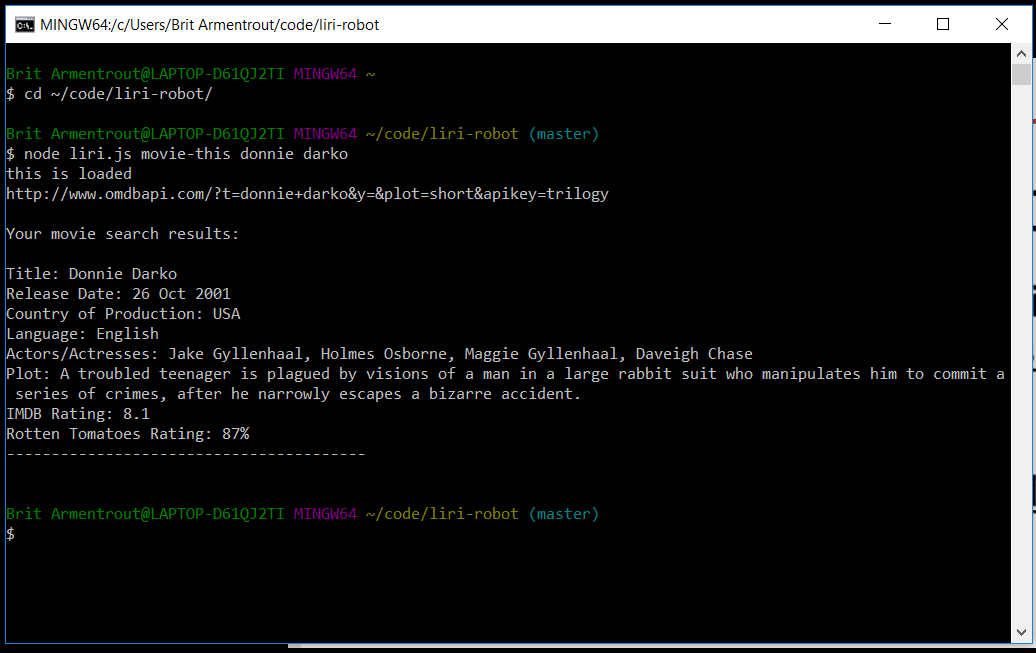 MINGW64:/c/Users/Brit Armentrout/code/liri-robot
Brit Armentrout@LAPTOP-D61QJ2TI MINGW64 ~
$ cd ~/code/liri-robot/
Brit Armentrout@LAPTOP-D61QJ2TI MINGW64 ~/code/liri-robot (master)
$ node liri.js movie-this donnie darko
this is loaded
http://www.omdbapi.com/?t=donnie+darko&y=&plot=short&apikey=trilogy
Your movie search results:
Title: Donnie Darko
Release Date: 26 Oct 2001
Country of Production: USA
Language: English
Actors/Actresses: Jake Gyllenhaal, Holmes Osborne, Maggie Gyllenhaal, Daveigh Chase
Plot: A troubled teenager is plagued by visions of a man in a large rabbit suit who manipulates him to commit a
series of crimes, after he narrowly escapes a bizarre accident.
IMDB Rating: 8.1
Rotten Tomatoes Rating: 87%
----------------------------------------
Brit Armentrout@LAPTOP-D61QJ2TI MINGW64 ~/code/liri-robot (master)
$